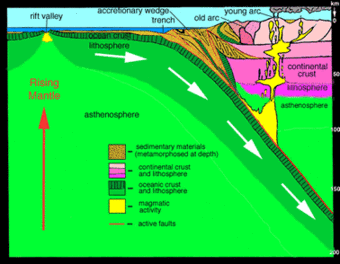 km
0
young arc
accretionary wedge
old arc
rift valley
trench
ocean crust
lithosphere
continental
crust
lithosphere
50
asthenosphere
Rising
Mantle
asthenosphere
100
sedimentary materials
(metamorphosed at depth)
continental crust
and lithosphere
150
oceanic crust
and lithosphere
magmatic
activity
active faults
200